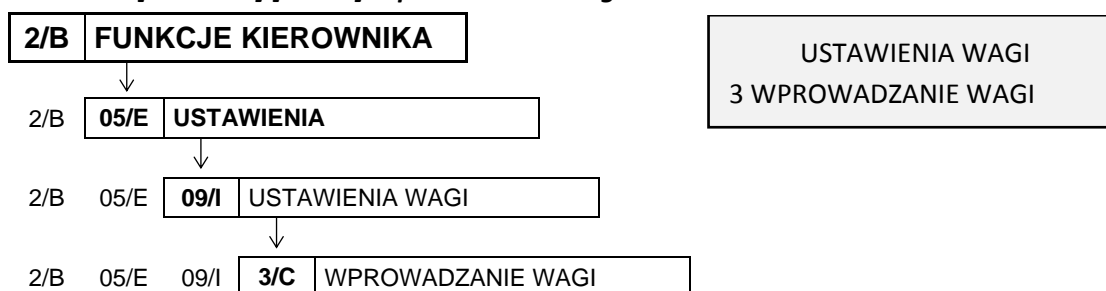 2/B FUNKCJE KIEROWNIKA
USTAWIENIA WAGI
3 WPROWADZANIE WAGI
2/B 05/E USTAWIENIA
2/B 05/E 09/I USTAWIENIA WAGI
2/B 05/E 09/I 3/C WPROWADZANIE WAGI